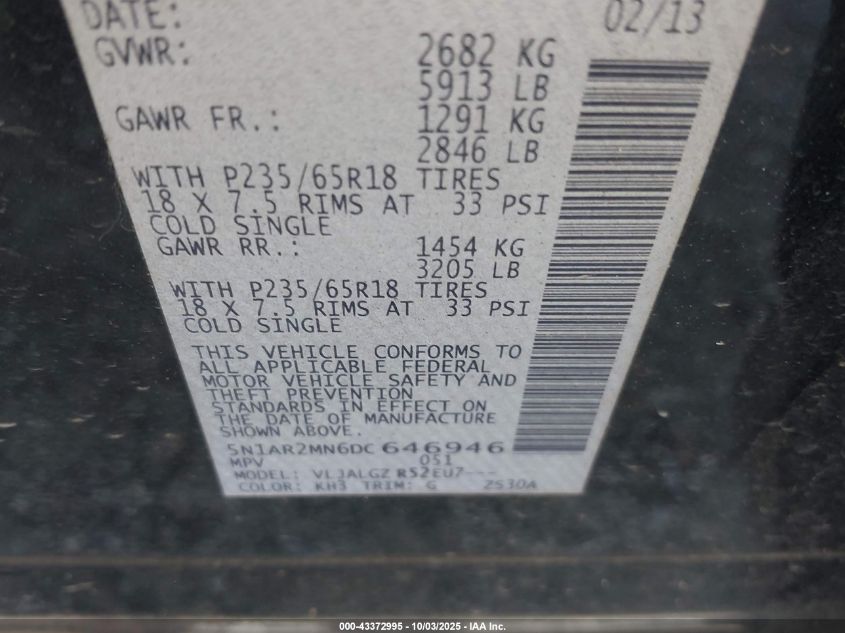 DATE: 02/13
GVWR: 2682 KG
5913 LB
GAWR FR.: 1291 KG
2846 LB
WITH P235/65R18 TIRES
18 X 7.5 RIMS AT 33 PSI
COLD SINGLE
GAWR RR.: 1454 KG
3205 LB
WITH P235/65R18 TIRES
18 X 7.5 RIMS AT 33 PSI
COLD SINGLE
THIS VEHICLE CONFORMS TO
ALL APPLICABLE FEDERAL
MOTOR VEHICLE SAFETY AND
THEFT PREVENTION
STANDARDS IN EFFECT ON
THE DATE OF MANUFACTURE
SHOWN ABOVE.
5N1AR2MN6DC 646946
MPV 051
MODEL: VLJALGZ R52EU7---
COLOR: KH3 TRIM: G 2S30A
000-43372995 - 10/03/2025 - IAA Inc.